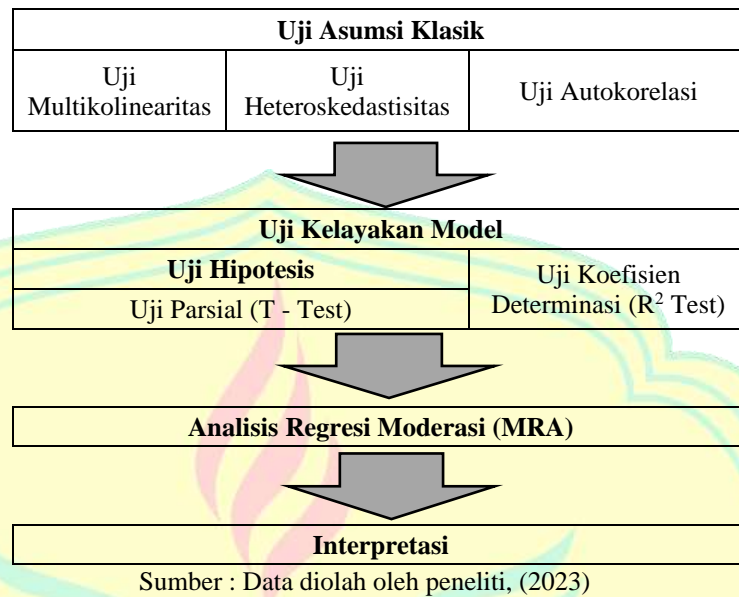 Uji Asumsi Klasik
Uji
Multikolinearitas
Uji
Heteroskedastisitas
Uji Autokorelasi
Uji Kelayakan Model
Uji Hipotesis
Uji Parsial (T - Test)
Uji Koefisien
Determinasi (R² Test)
Analisis Regresi Moderasi (MRA)
Interpretasi
Sumber : Data diolah oleh peneliti, (2023)